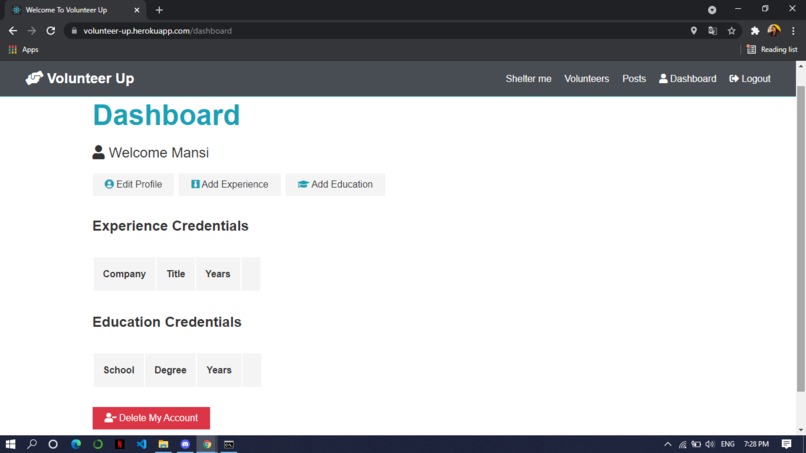 Welcome To Volunteer Up
volunteer-up.herokuapp.com/dashboard
Apps
Reading list
Volunteer Up
Shelter me
Volunteers
Posts
Dashboard
Logout
Dashboard
Welcome Mansi
Edit Profile
Add Experience
Add Education
Experience Credentials
Company Title Years
Education Credentials
School Degree Years
Delete My Account
ENG
7:28 PM